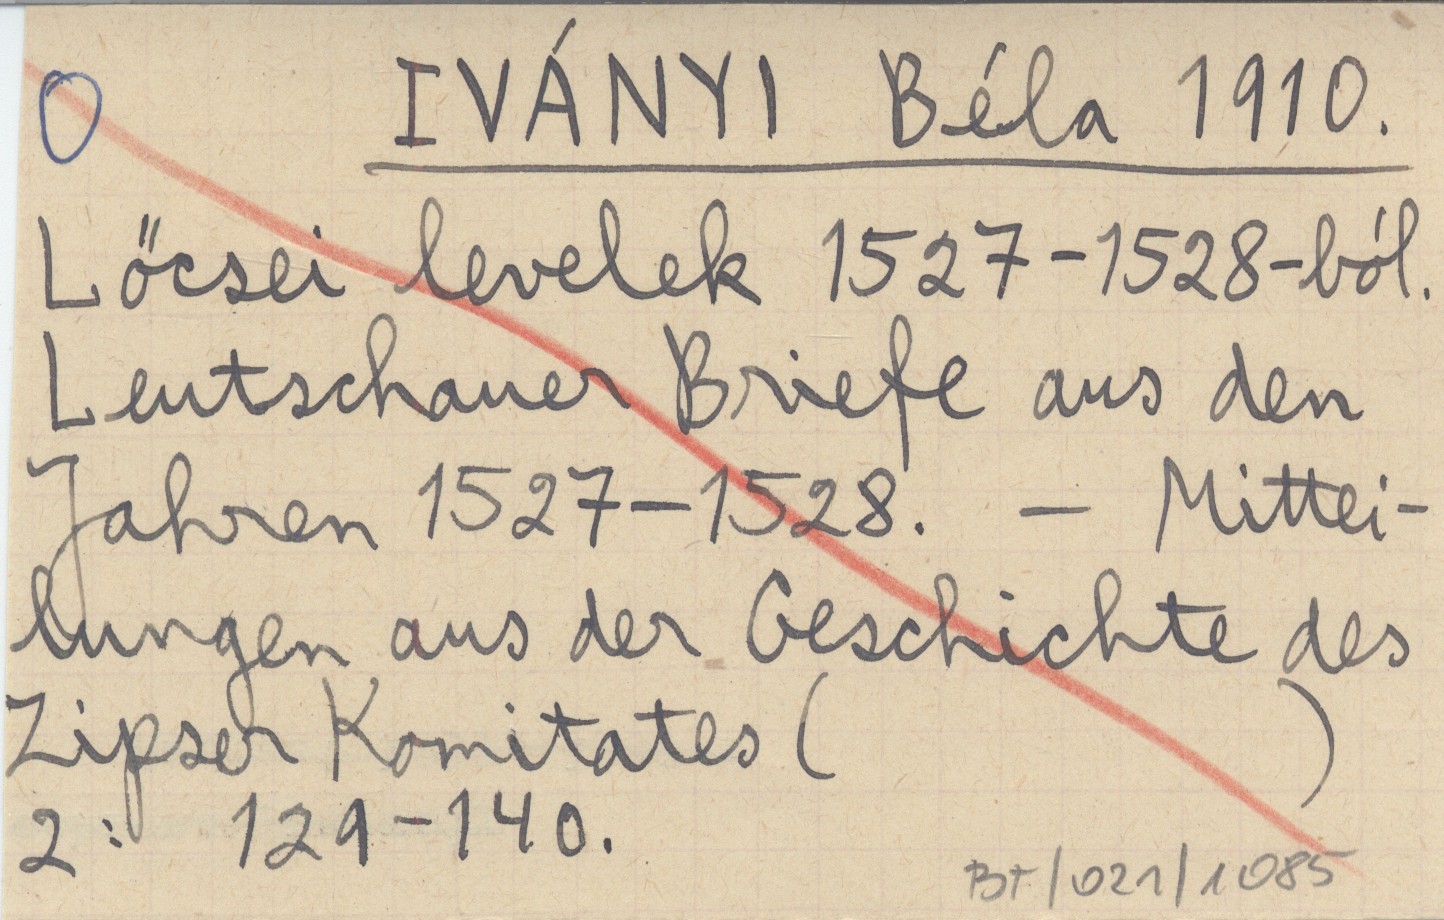 0 IVÁNYI Béla 1910.
Lőcsei levelek 1527-1528-ból.
Leutschauer Briefe aus den
Jahren 1527-1528. - Mittei-
lungen aus der Geschichte des
Zipser Komitates ( )
2: 129-140.
BF/021/1085